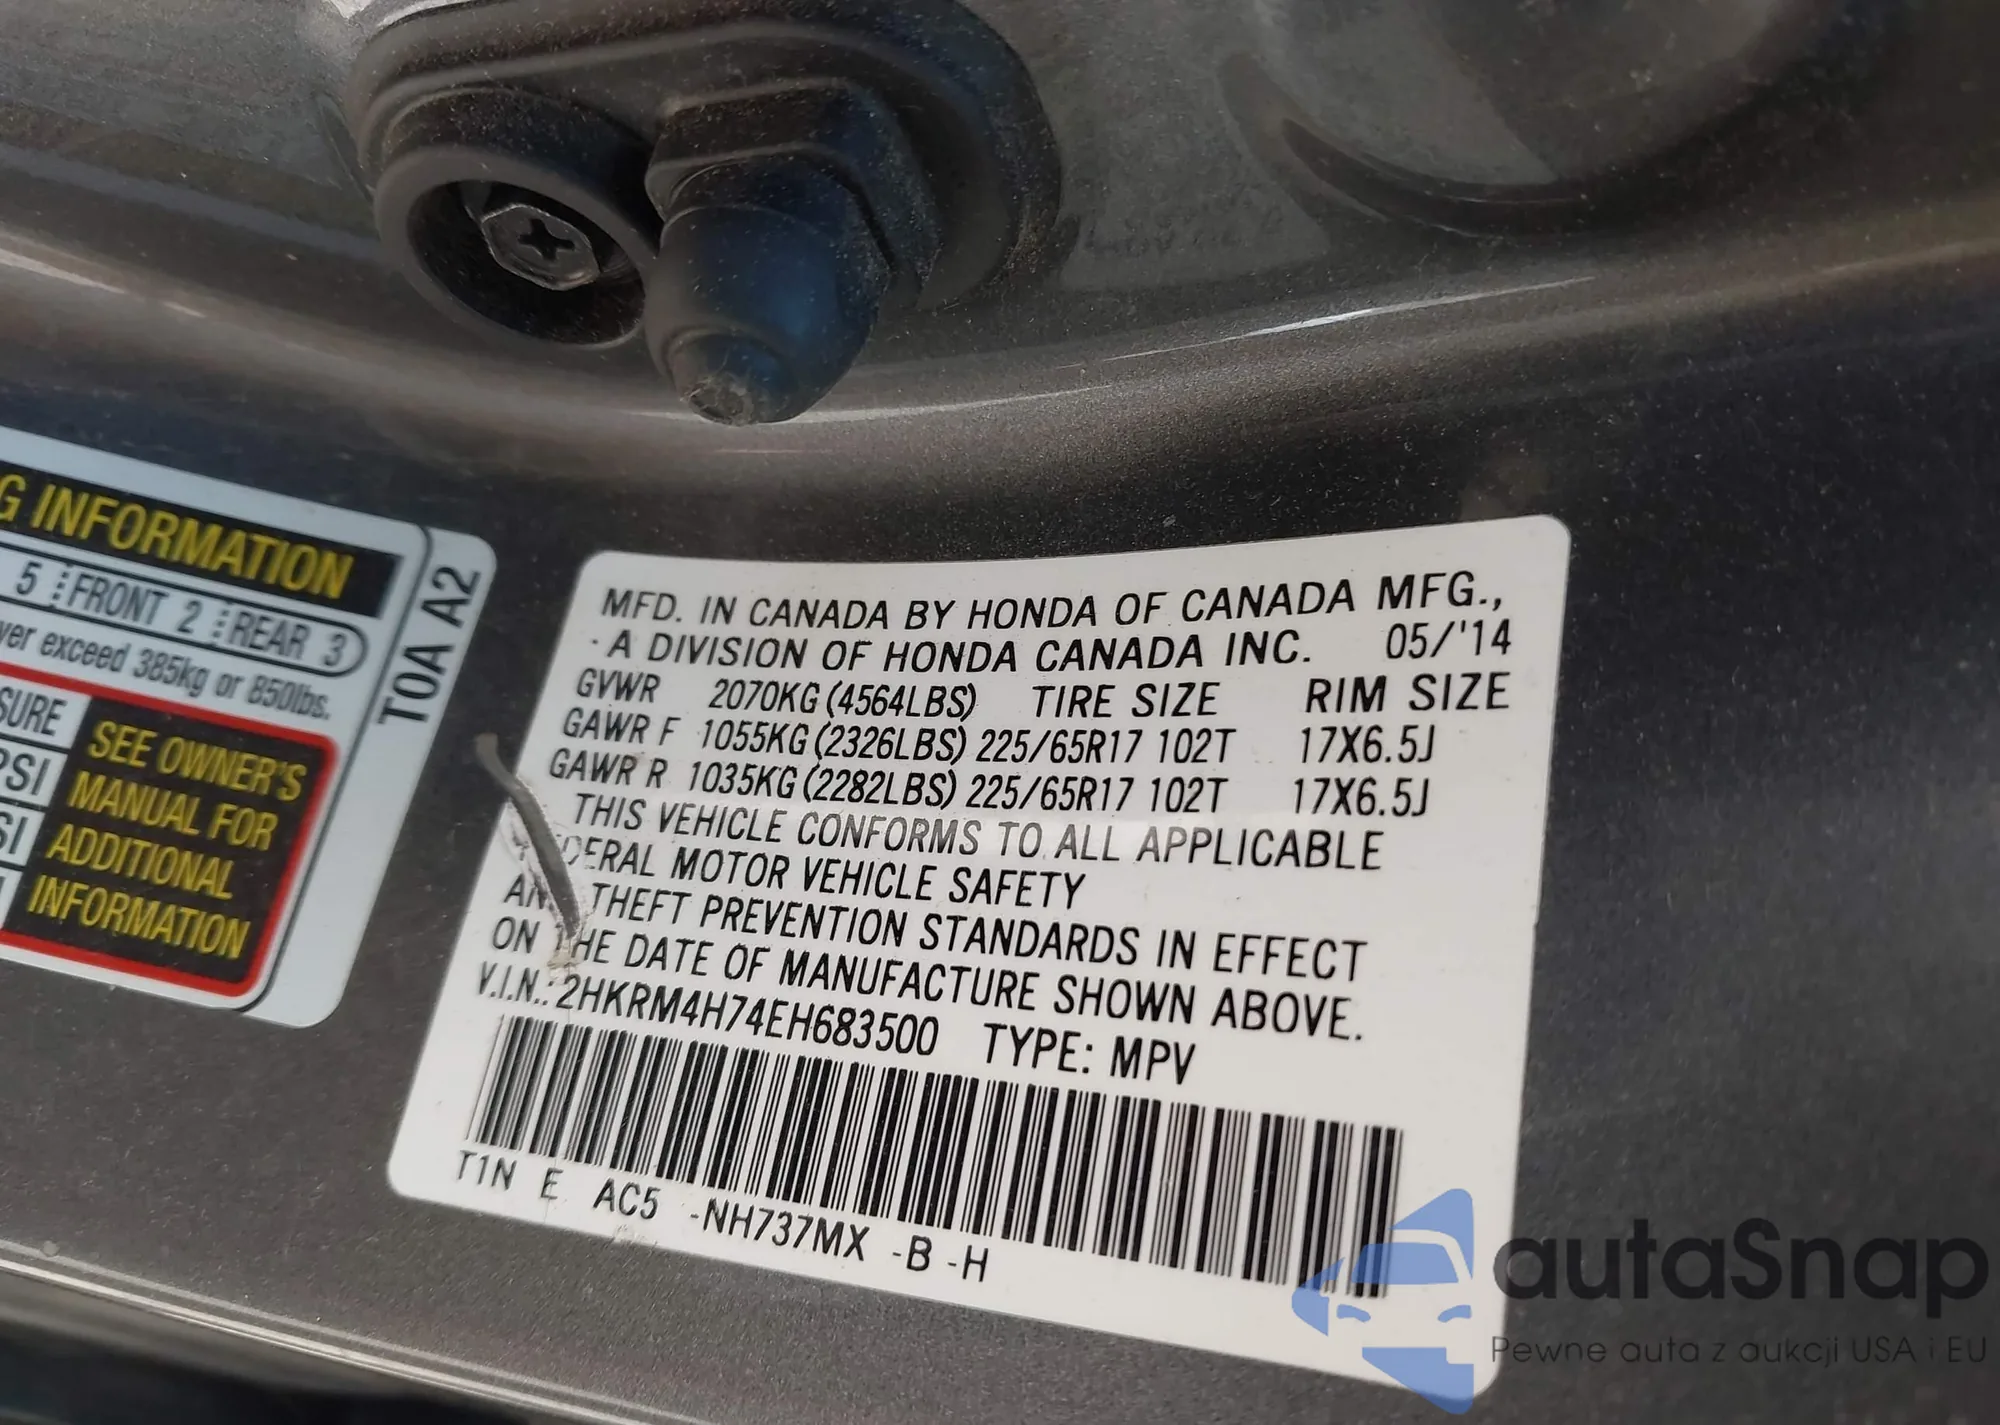 G INFORMATION
5 FRONT 2 REAR 3
ver exceed 385kg or 850lbs.
SURE
PSI
SI
SEE OWNER'S
MANUAL FOR
ADDITIONAL
INFORMATION
T0A A2
MFD. IN CANADA BY HONDA OF CANADA MFG.,
A DIVISION OF HONDA CANADA INC. 05/'14
GVWR 2070KG (4564LBS) TIRE SIZE RIM SIZE
GAWR F 1055KG (2326LBS) 225/65R17 102T 17X6.5J
GAWR R 1035KG (2282LBS) 225/65R17 102T 17X6.5J
THIS VEHICLE CONFORMS TO ALL APPLICABLE
FEDERAL MOTOR VEHICLE SAFETY
AND THEFT PREVENTION STANDARDS IN EFFECT
ON THE DATE OF MANUFACTURE SHOWN ABOVE.
V.I.N.: 2HKRM4H74EH683500 TYPE: MPV
T1N E AC5 -NH737MX -B -H
autaSnap
Pewne auta z aukcji USA i EU